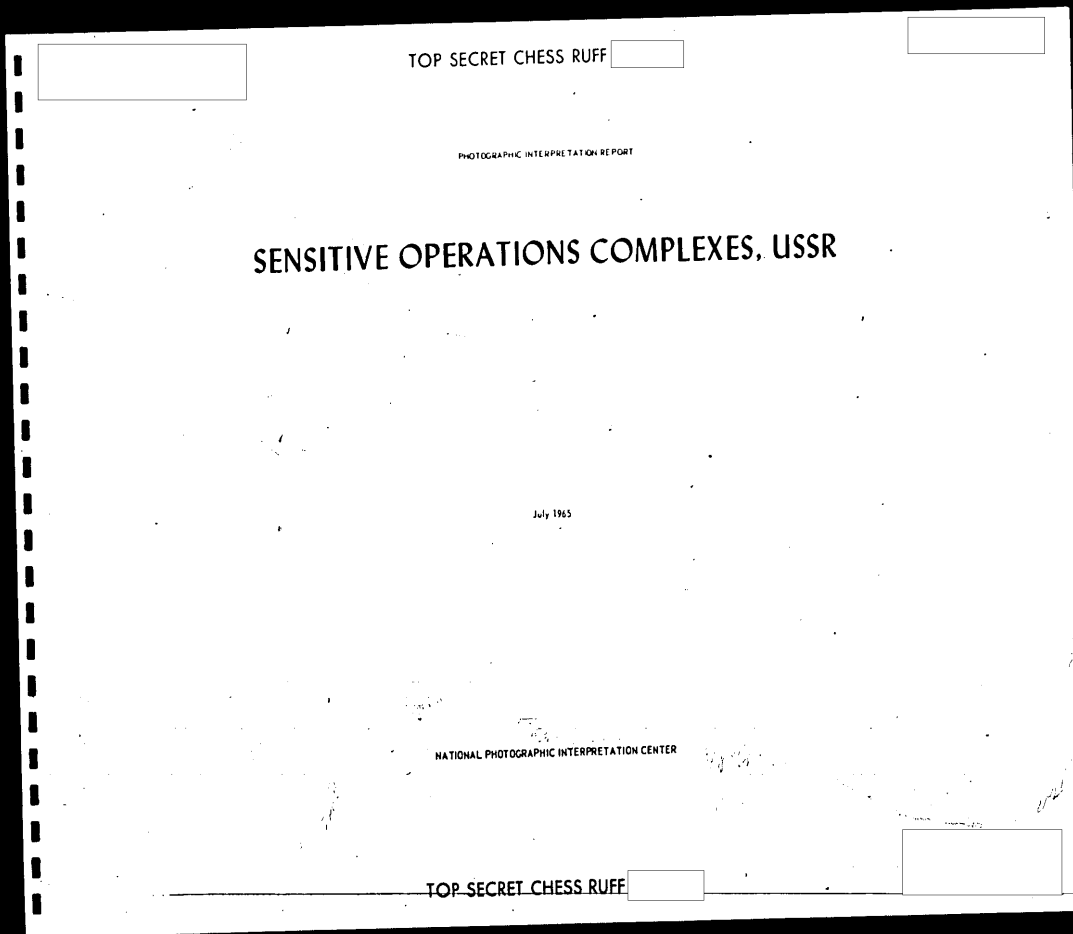 TOP SECRET CHESS RUFF
PHOTOGRAPHIC INTERPRETATION REPORT
SENSITIVE OPERATIONS COMPLEXES, USSR
July 1965
NATIONAL PHOTOGRAPHIC INTERPRETATION CENTER
TOP SECRET CHESS RUFF